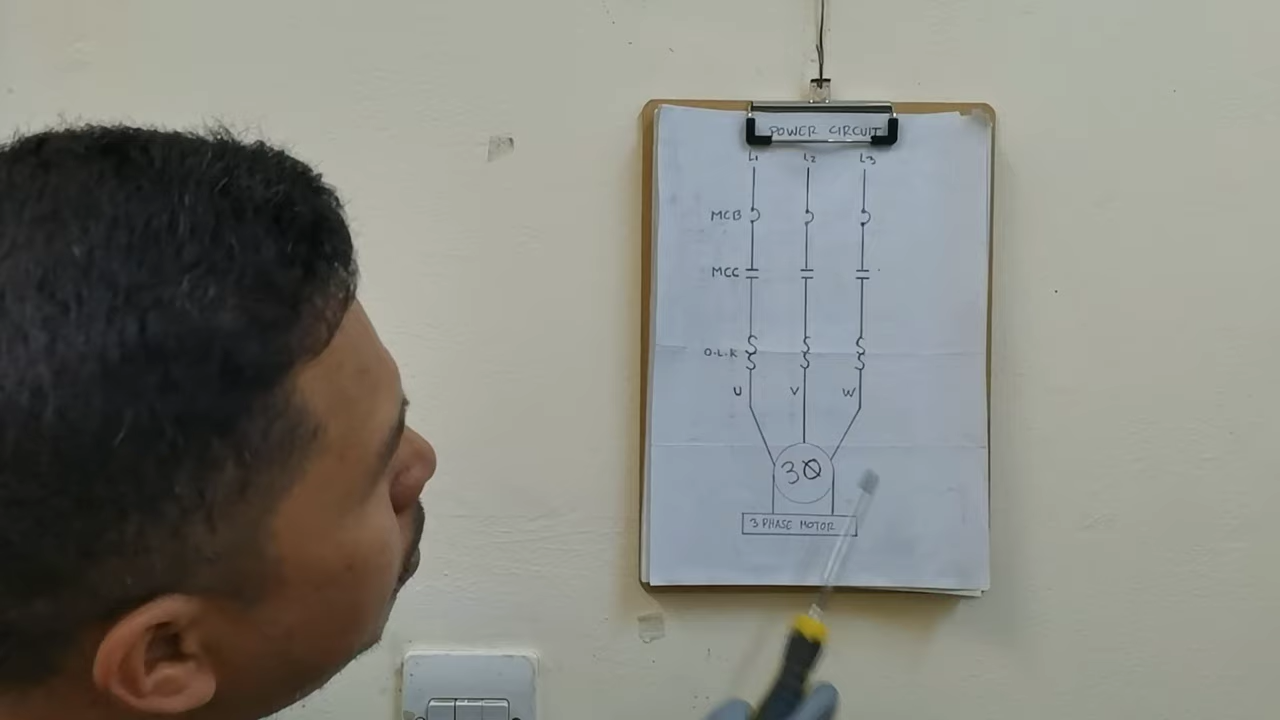 POWER CIRCUIT
L1 L2 L3
MCB
MCC
O.L.R
U V W
3Ø
3 PHASE MOTOR